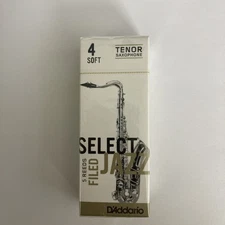 4
SOFT
TENOR
SAXOPHONE
SELECT
JAZZ
5 REEDS
FILED
D'Addario